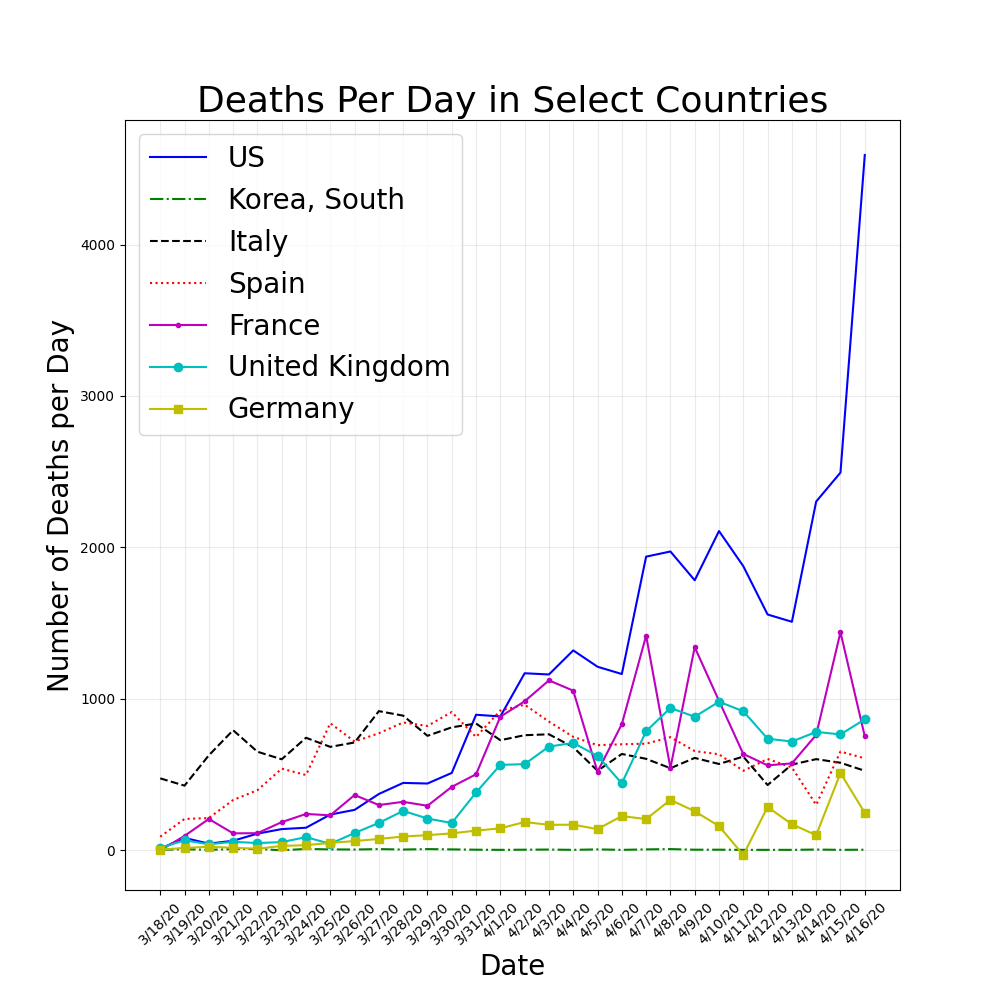 Deaths Per Day in Select Countries
US
Korea, South
Italy
Spain
France
United Kingdom
Germany
Number of Deaths per Day
4000
3000
2000
1000
0
3/18/20 3/19/20 3/20/20 3/21/20 3/22/20 3/23/20 3/24/20 3/25/20 3/26/20 3/27/20 3/28/20 3/29/20 3/30/20 3/31/20 4/1/20 4/2/20 4/3/20 4/4/20 4/5/20 4/6/20 4/7/20 4/8/20 4/9/20 4/10/20 4/11/20 4/12/20 4/13/20 4/14/20 4/15/20 4/16/20
Date